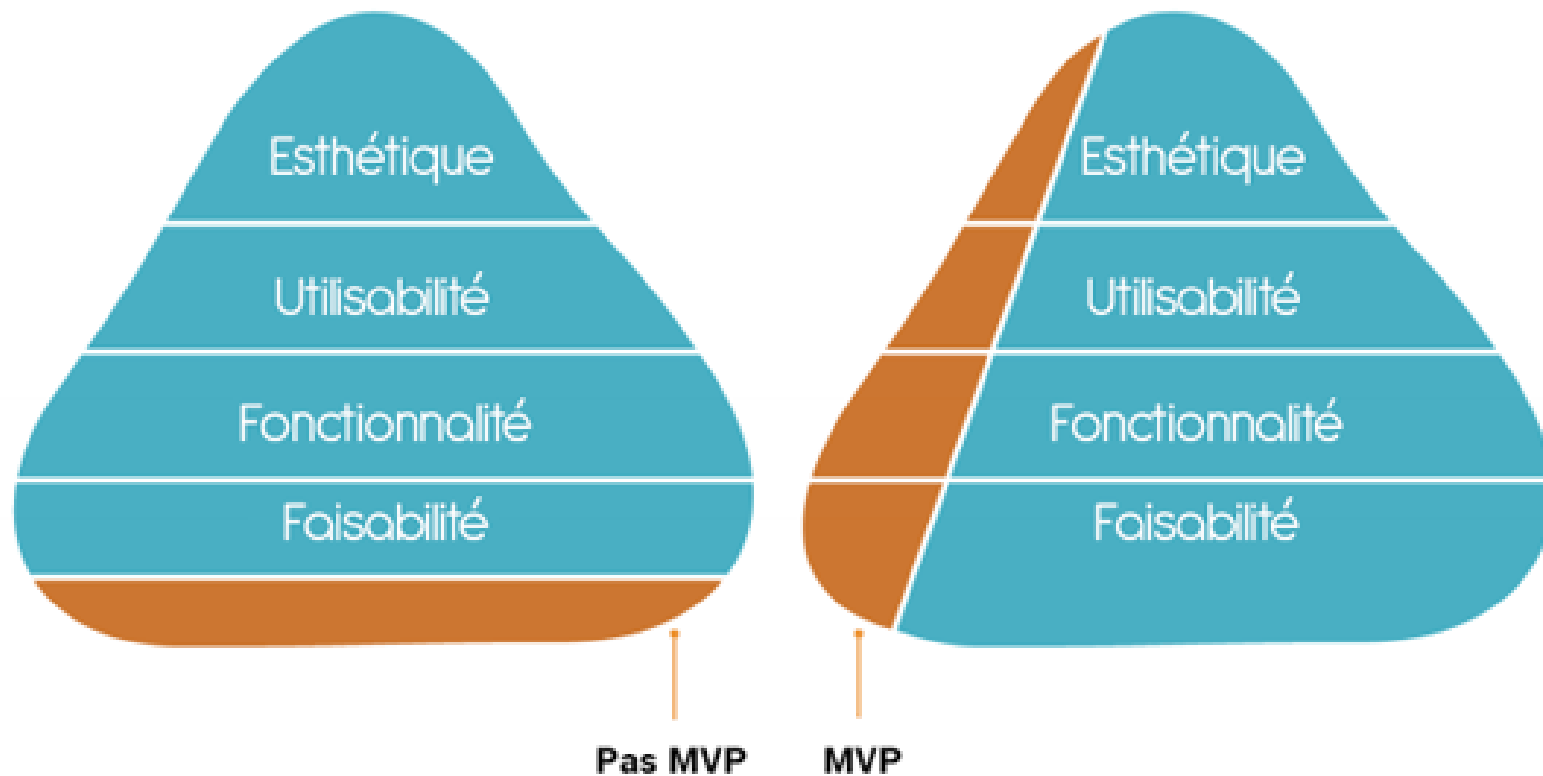 Esthétique
Utilisabilité
Fonctionnalité
Faisabilité
Pas MVP
Esthétique
Utilisabilité
Fonctionnalité
Faisabilité
MVP